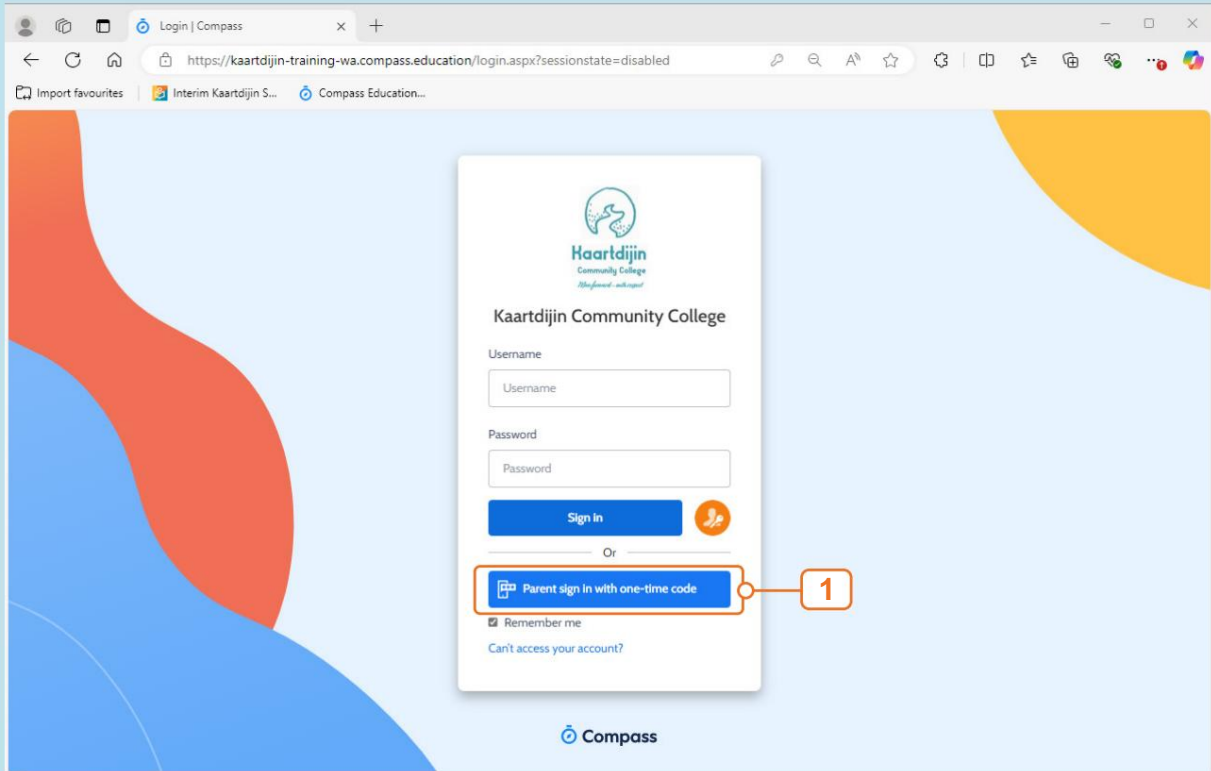 Login | Compass
https://kaartdijin-training-wa.compass.education/login.aspx?sessionstate=disabled
Import favourites
Interim Kaartdijin S...
Compass Education...
Kaartdijin
Community College
Kaartdijin Community College
Username
Username
Password
Password
Sign in
Or
Parent sign in with one-time code
1
Remember me
Can't access your account?
Compass